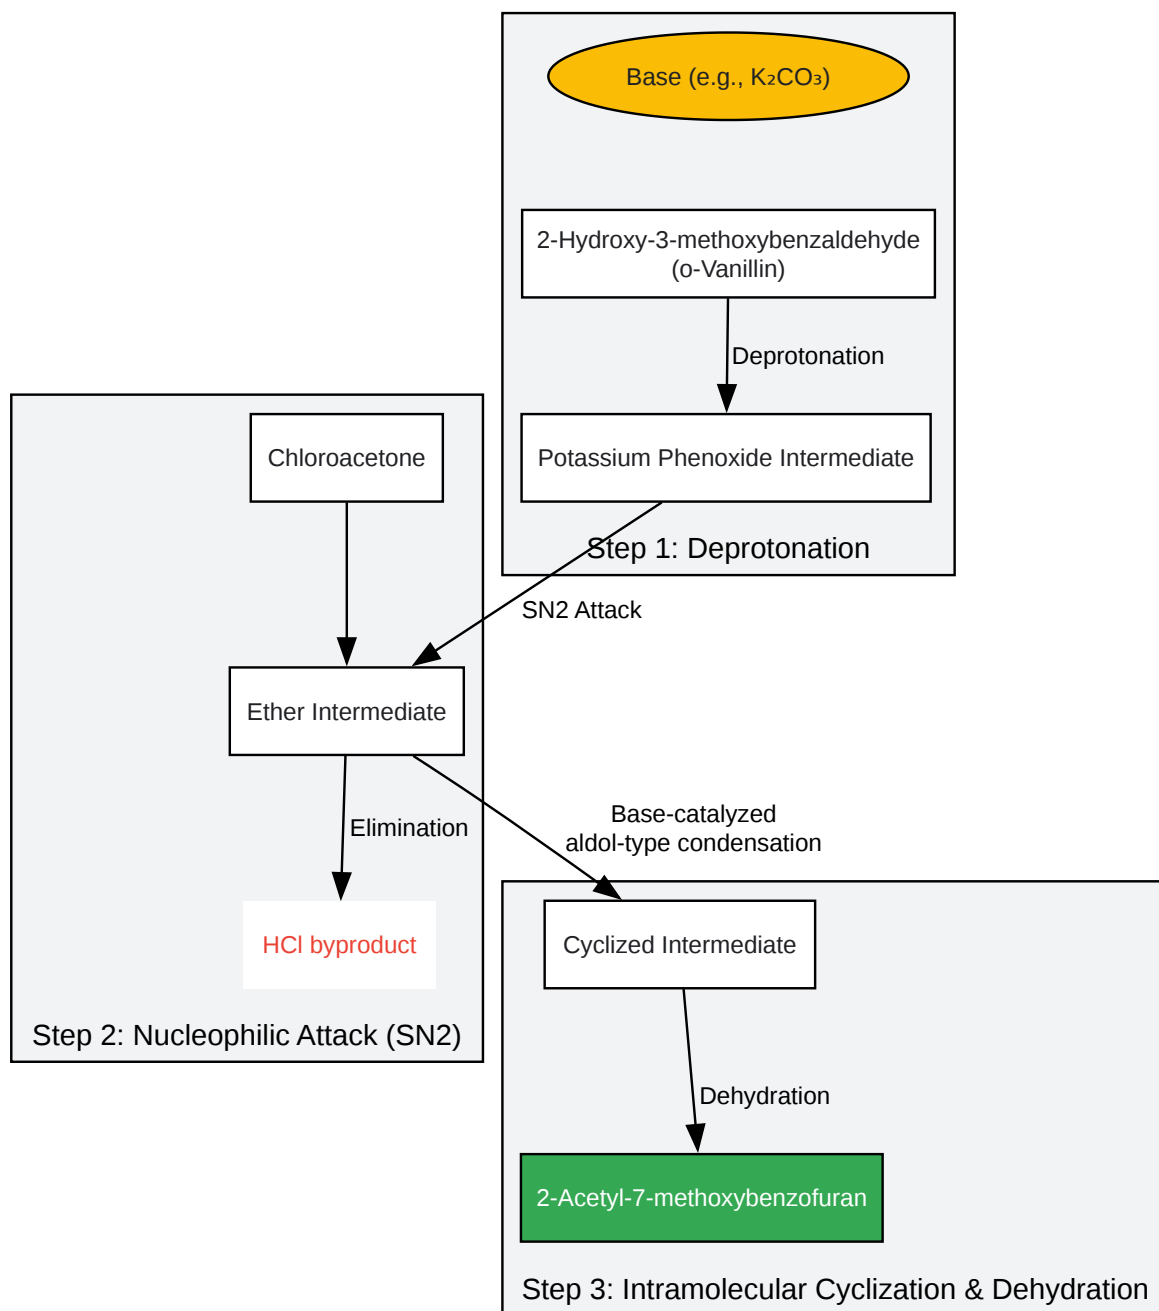 Base (e.g., K₂CO₃)
2-Hydroxy-3-methoxybenzaldehyde
(o-Vanillin)
Deprotonation
Potassium Phenoxide Intermediate
Step 1: Deprotonation
Chloroacetone
SN2 Attack
Ether Intermediate
Elimination
HCl byproduct
Step 2: Nucleophilic Attack (SN2)
Base-catalyzed
aldol-type condensation
Cyclized Intermediate
Dehydration
2-Acetyl-7-methoxybenzofuran
Step 3: Intramolecular Cyclization & Dehydration